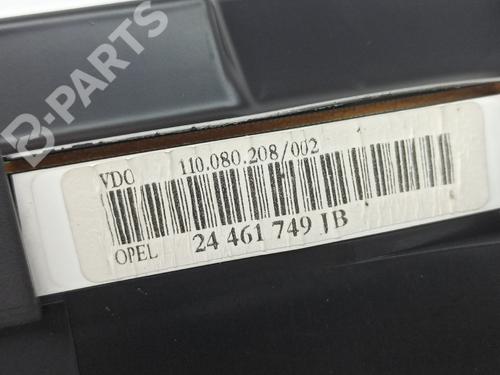 B-PARTS
VDO 110.080.208/002
OPEL 24 461 749 JB